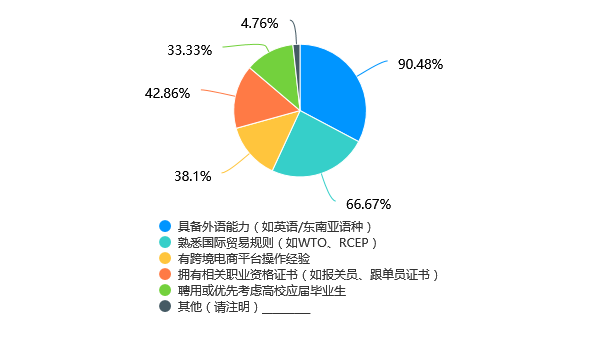 4.76%
33.33%
90.48%
42.86%
38.1%
66.67%
具备外语能力（如英语/东南亚语种）
熟悉国际贸易规则（如WTO、RCEP）
有跨境电商平台操作经验
拥有相关职业资格证书（如报关员、跟单员证书）
聘用或优先考虑高校应届毕业生
其他（请注明）________